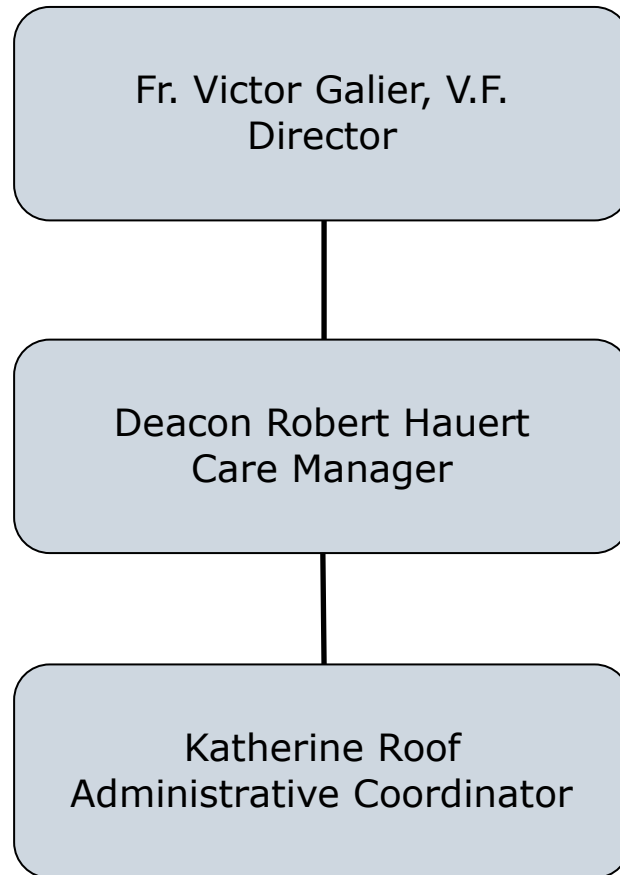 Fr. Victor Galier, V.F.
Director
Deacon Robert Hauert
Care Manager
Katherine Roof
Administrative Coordinator